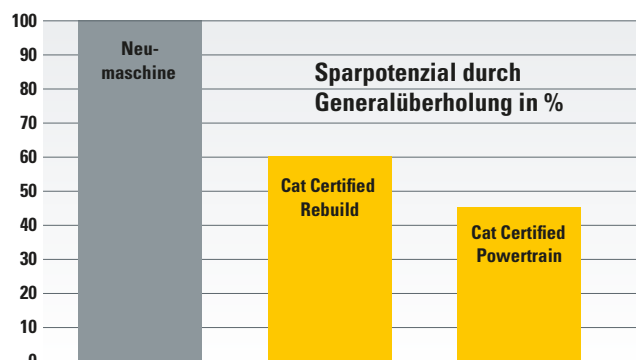 100
90
80
70
60
50
40
30
20
10
0
Neu-
maschine
Sparpotenzial durch
Generalüberholung in %
Cat Certified
Rebuild
Cat Certified
Powertrain